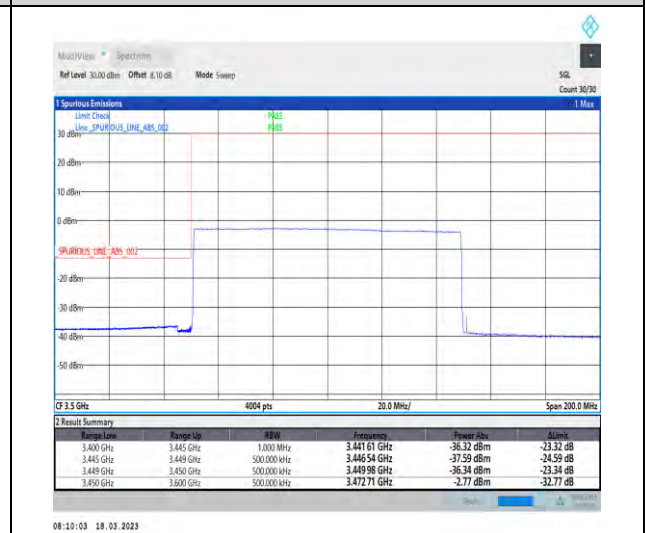 MultiView Spectrum
Ref Level 30.00 dBm Offset 8.10 dB Mode Sweep SGL
Count 30/30
1 Spurious Emissions 1 Max
Limit Check PASS
Line _SPURIOUS_LINE_ABS_002 PASS
30 dBm
20 dBm
10 dBm
0 dBm
SPURIOUS_LINE_ABS_002
-20 dBm
-30 dBm
-40 dBm
-50 dBm
CF 3.5 GHz 4004 pts 20.0 MHz/ Span 200.0 MHz
2 Result Summary
Range Low Range Up RBW Frequency Power Abs ΔLimit
3.400 GHz 3.445 GHz 1.000 MHz 3.441 61 GHz -36.32 dBm -23.32 dB
3.445 GHz 3.449 GHz 500.000 kHz 3.446 54 GHz -37.59 dBm -24.59 dB
3.449 GHz 3.450 GHz 500.000 kHz 3.449 98 GHz -36.34 dBm -23.34 dB
3.450 GHz 3.600 GHz 500.000 kHz 3.472 71 GHz -2.77 dBm -32.77 dB
08:10:03 18.03.2023